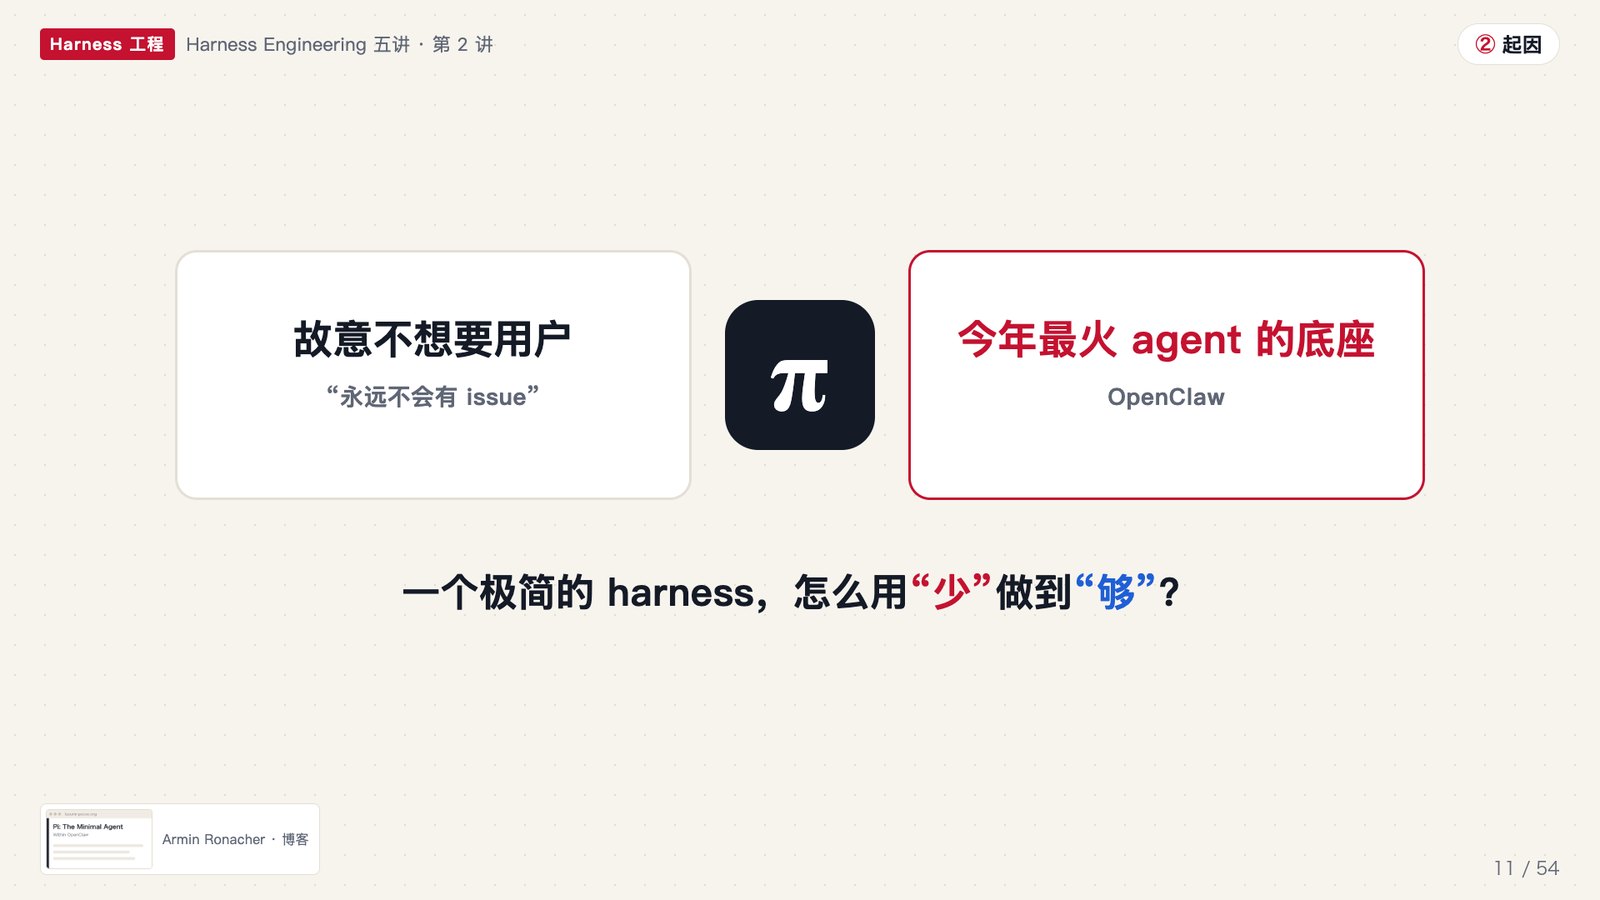 Harness 工程
Harness Engineering 五讲 · 第 2 讲
② 起因
故意不想要用户
“永远不会有 issue”
π
今年最火 agent 的底座
OpenClaw
一个极简的 harness，怎么用“少”做到“够”？
Pi: The Minimal Agent
Within OpenClaw
Armin Ronacher · 博客
11 / 54